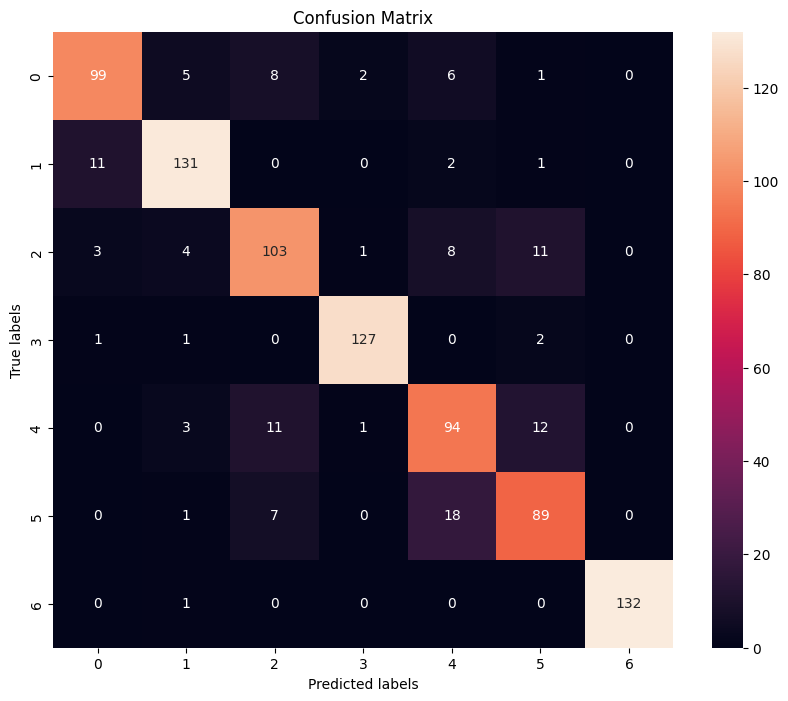 Confusion Matrix
0 99 5 8 2 6 1 0
1 11 131 0 0 2 1 0
2 3 4 103 1 8 11 0
3 1 1 0 127 0 2 0
4 0 3 11 1 94 12 0
5 0 1 7 0 18 89 0
6 0 1 0 0 0 0 132
0 1 2 3 4 5 6
True labels
Predicted labels
120
100
80
60
40
20
0